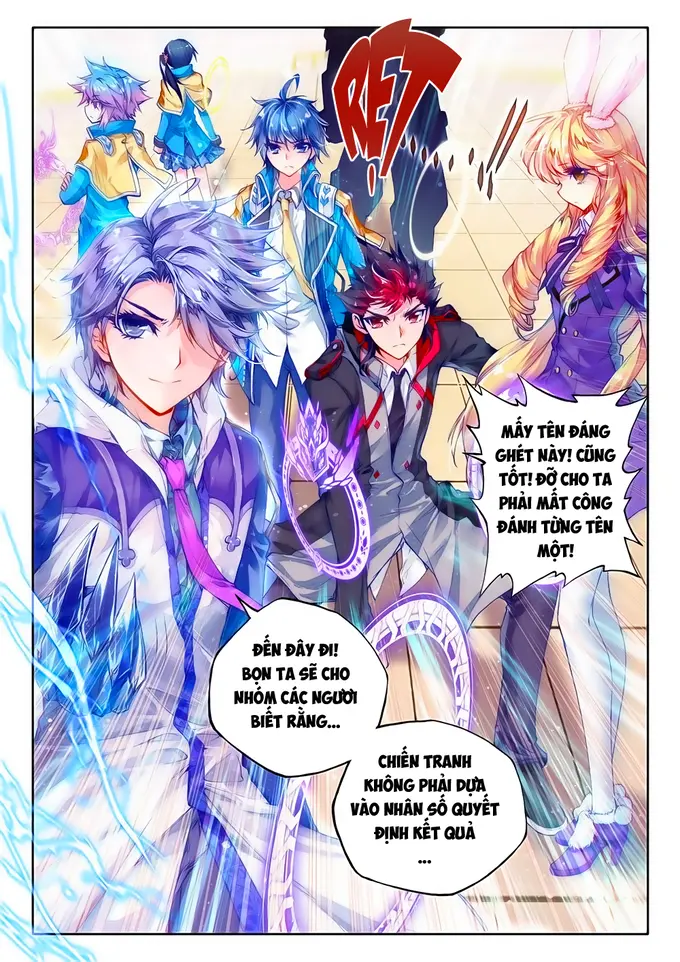 RẸT
...!!
MẤY TÊN ĐÁNG
GHÉT NÀY! CŨNG
TỐT! ĐỠ CHO TA
PHẢI MẤT CÔNG
ĐÁNH TỪNG TÊN
MỘT!
ĐẾN ĐÂY ĐI!
BỌN TA SẼ CHO
NHÓM CÁC NGƯƠI
BIẾT RẰNG...
CHIẾN TRANH
KHÔNG PHẢI DỰA
VÀO NHÂN SỐ QUYẾT
ĐỊNH KẾT QUẢ
...